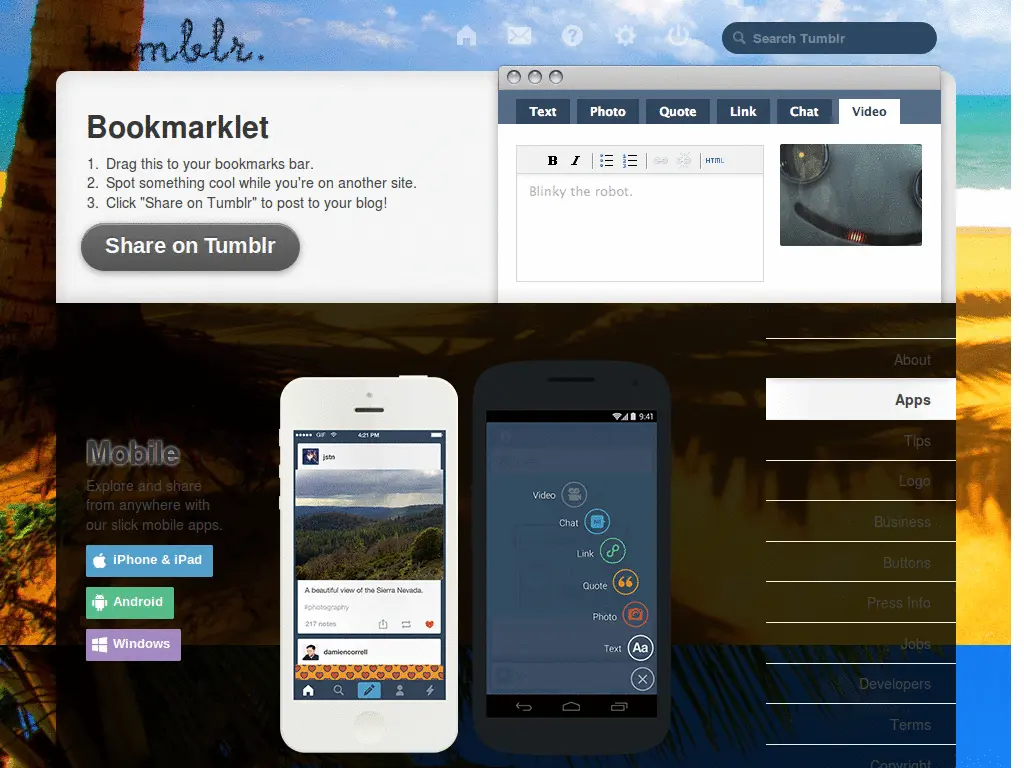 tumblr.
Search Tumblr
Bookmarklet
1. Drag this to your bookmarks bar.
2. Spot something cool while you're on another site.
3. Click "Share on Tumblr" to post to your blog!
Share on Tumblr
Text Photo Quote Link Chat Video
B I HTML
Blinky the robot.
About
Apps
Tips
Logo
Business
Buttons
Press Info
Jobs
Developers
Terms
Copyright
Mobile
Explore and share
from anywhere with
our slick mobile apps.
iPhone & iPad
Android
Windows
GIF 4:21 PM
jstn
A beautiful view of the Sierra Nevada.
#photography
217 notes
damiencorrell
9:41
Video
Chat
Link
Quote
Photo
Text Aa